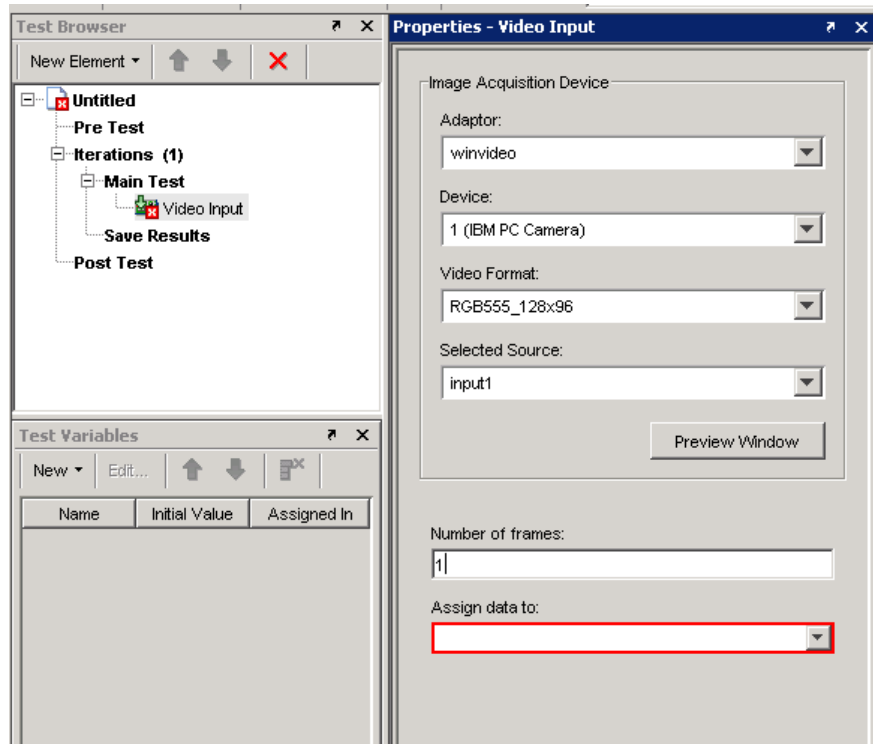 Test Browser
New Element
Untitled
Pre Test
Iterations (1)
Main Test
Video Input
Save Results
Post Test
Test Variables
New Edit...
Name Initial Value Assigned In
Properties - Video Input
Image Acquisition Device
Adaptor:
winvideo
Device:
1 (IBM PC Camera)
Video Format:
RGB555_128x96
Selected Source:
input1
Preview Window
Number of frames:
1
Assign data to: